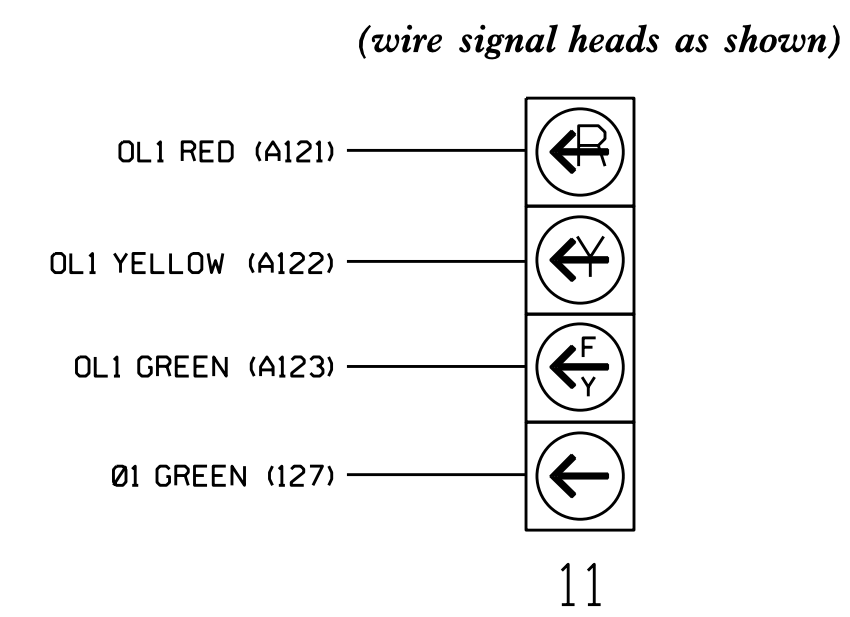 (wire signal heads as shown)
OL1 RED (A121)
R
OL1 YELLOW (A122)
Y
OL1 GREEN (A123)
F
Y
Ø1 GREEN (127)
11